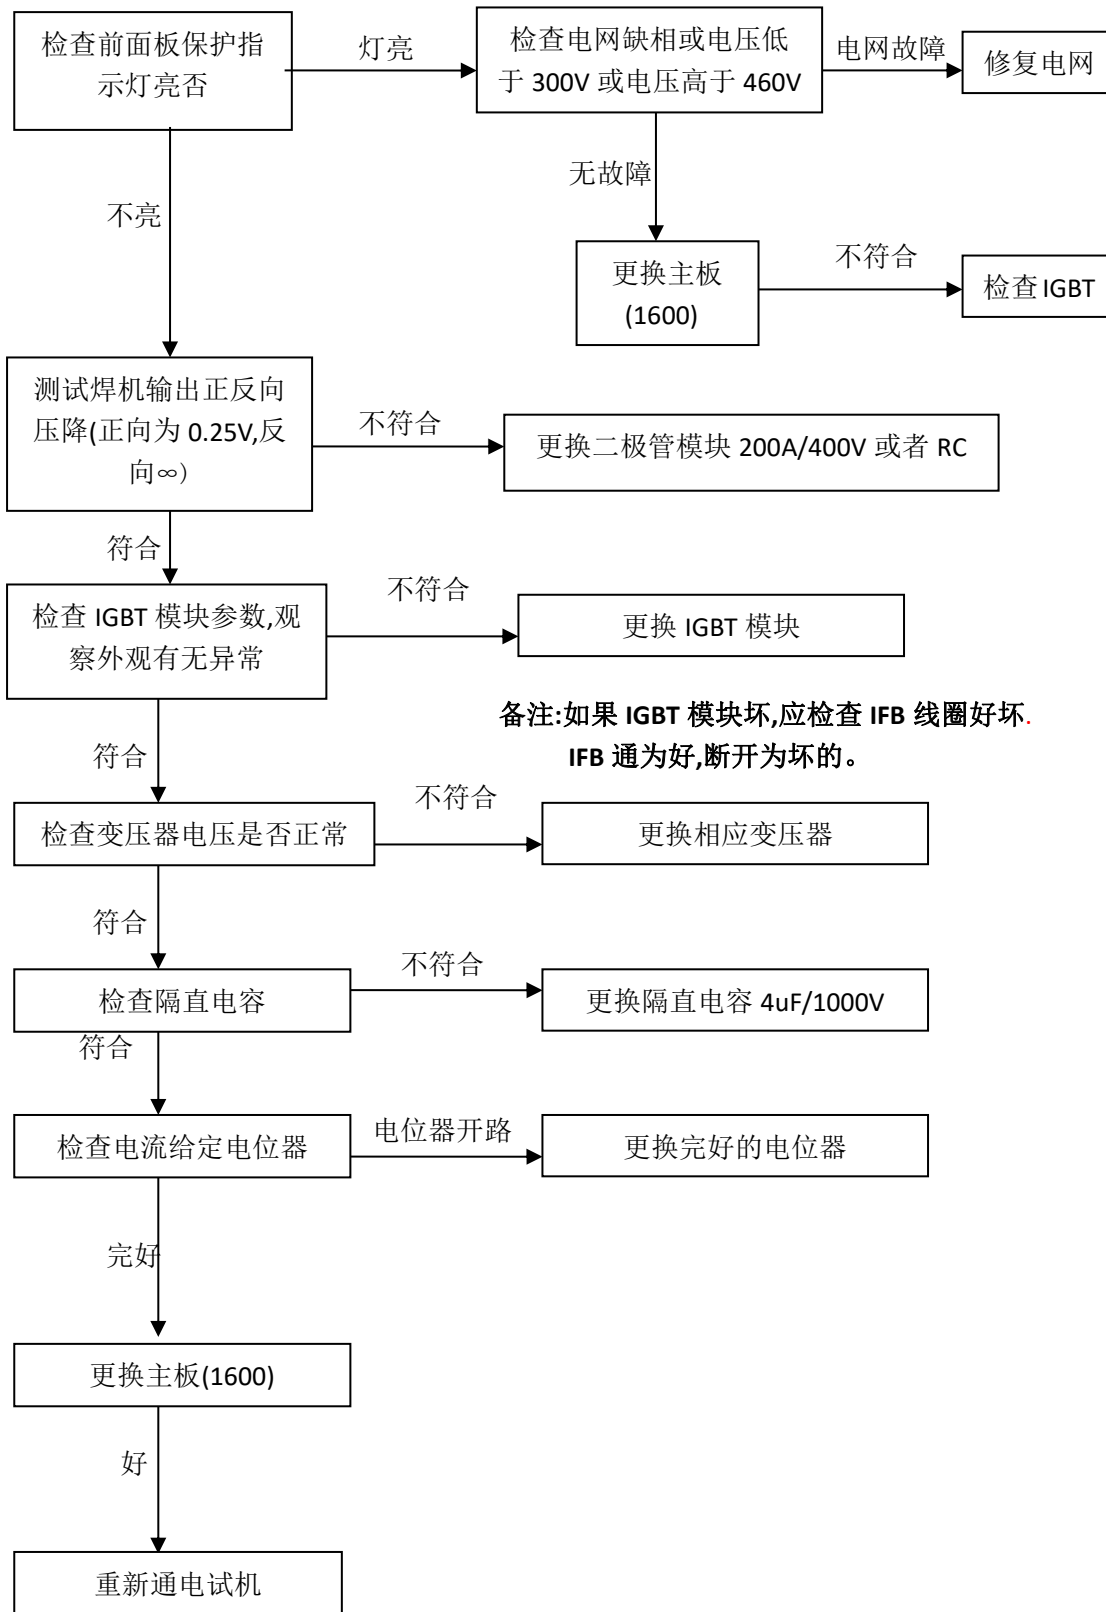 检查前面板保护指
示灯亮否
灯亮
检查电网缺相或电压低
于 300V 或电压高于 460V
电网故障
修复电网
无故障
不亮
更换主板
(1600)
不符合
检查 IGBT
测试焊机输出正反向
压降(正向为 0.25V,反
向∞)
不符合
更换二极管模块 200A/400V 或者 RC
符合
检查 IGBT 模块参数,观
察外观有无异常
不符合
更换 IGBT 模块
备注:如果 IGBT 模块坏,应检查 IFB 线圈好坏.
IFB 通为好,断开为坏的。
符合
检查变压器电压是否正常
不符合
更换相应变压器
符合
检查隔直电容
不符合
更换隔直电容 4uF/1000V
符合
检查电流给定电位器
电位器开路
更换完好的电位器
完好
更换主板(1600)
好
重新通电试机